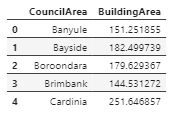 CouncilArea BuildingArea
0 Banyule 151.251855
1 Bayside 182.499739
2 Boroondara 179.629367
3 Brimbank 144.531272
4 Cardinia 251.646857